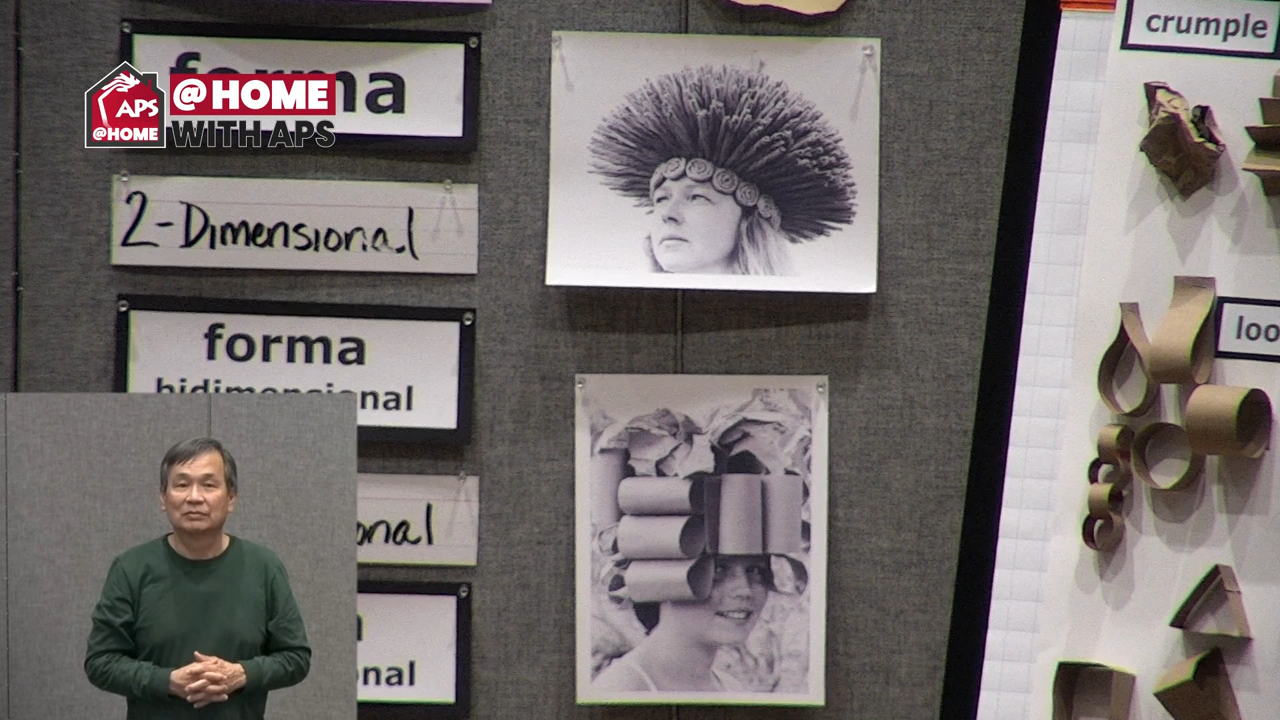 forma
APS
@HOME
@HOME
WITH APS
2-Dimensional
forma
bidimensional
onal
onal
crumple
loo